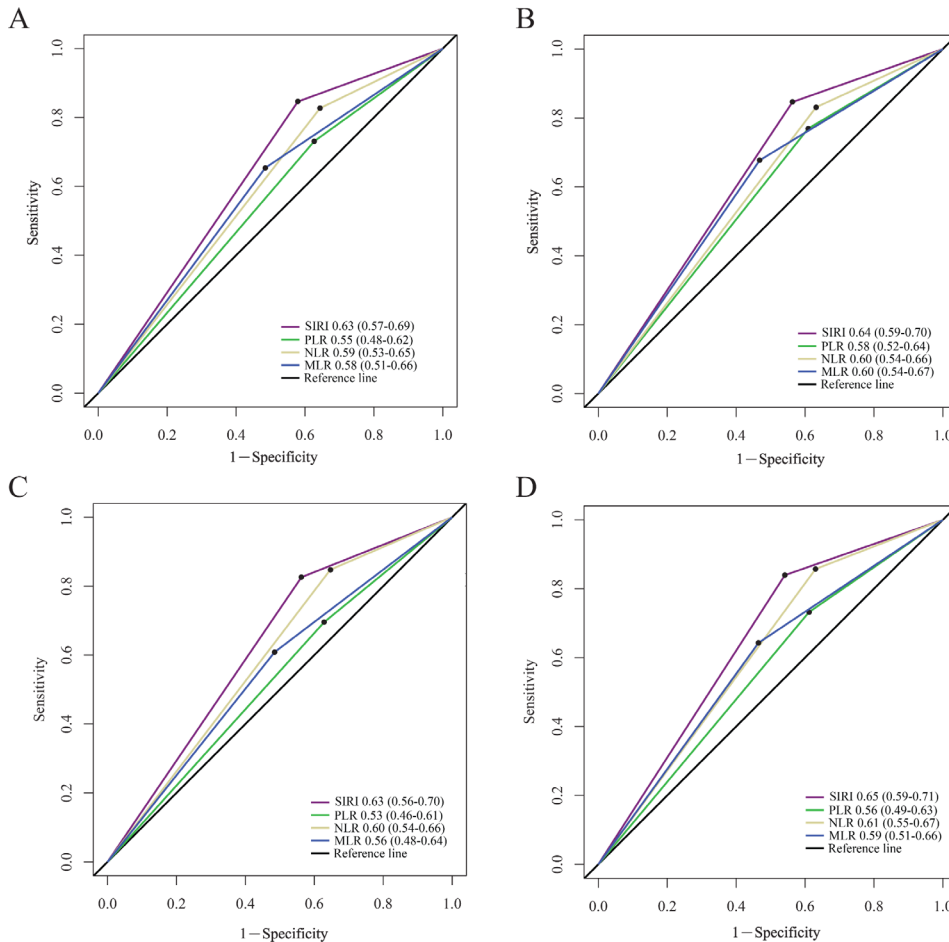 A
Sensitivity
0.0
0.2
0.4
0.6
0.8
1.0
SIRI 0.63 (0.57-0.69)
PLR 0.55 (0.48-0.62)
NLR 0.59 (0.53-0.65)
MLR 0.58 (0.51-0.66)
Reference line
0.0 0.2 0.4 0.6 0.8 1.0
1-Specificity
B
Sensitivity
0.0
0.2
0.4
0.6
0.8
1.0
SIRI 0.64 (0.59-0.70)
PLR 0.58 (0.52-0.64)
NLR 0.60 (0.54-0.66)
MLR 0.60 (0.54-0.67)
Reference line
0.0 0.2 0.4 0.6 0.8 1.0
1-Specificity
C
Sensitivity
0.0
0.2
0.4
0.6
0.8
1.0
SIRI 0.63 (0.56-0.70)
PLR 0.53 (0.46-0.61)
NLR 0.60 (0.54-0.66)
MLR 0.56 (0.48-0.64)
Reference line
0.0 0.2 0.4 0.6 0.8 1.0
1-Specificity
D
Sensitivity
0.0
0.2
0.4
0.6
0.8
1.0
SIRI 0.65 (0.59-0.71)
PLR 0.56 (0.49-0.63)
NLR 0.61 (0.55-0.67)
MLR 0.59 (0.51-0.66)
Reference line
0.0 0.2 0.4 0.6 0.8 1.0
1-Specificity